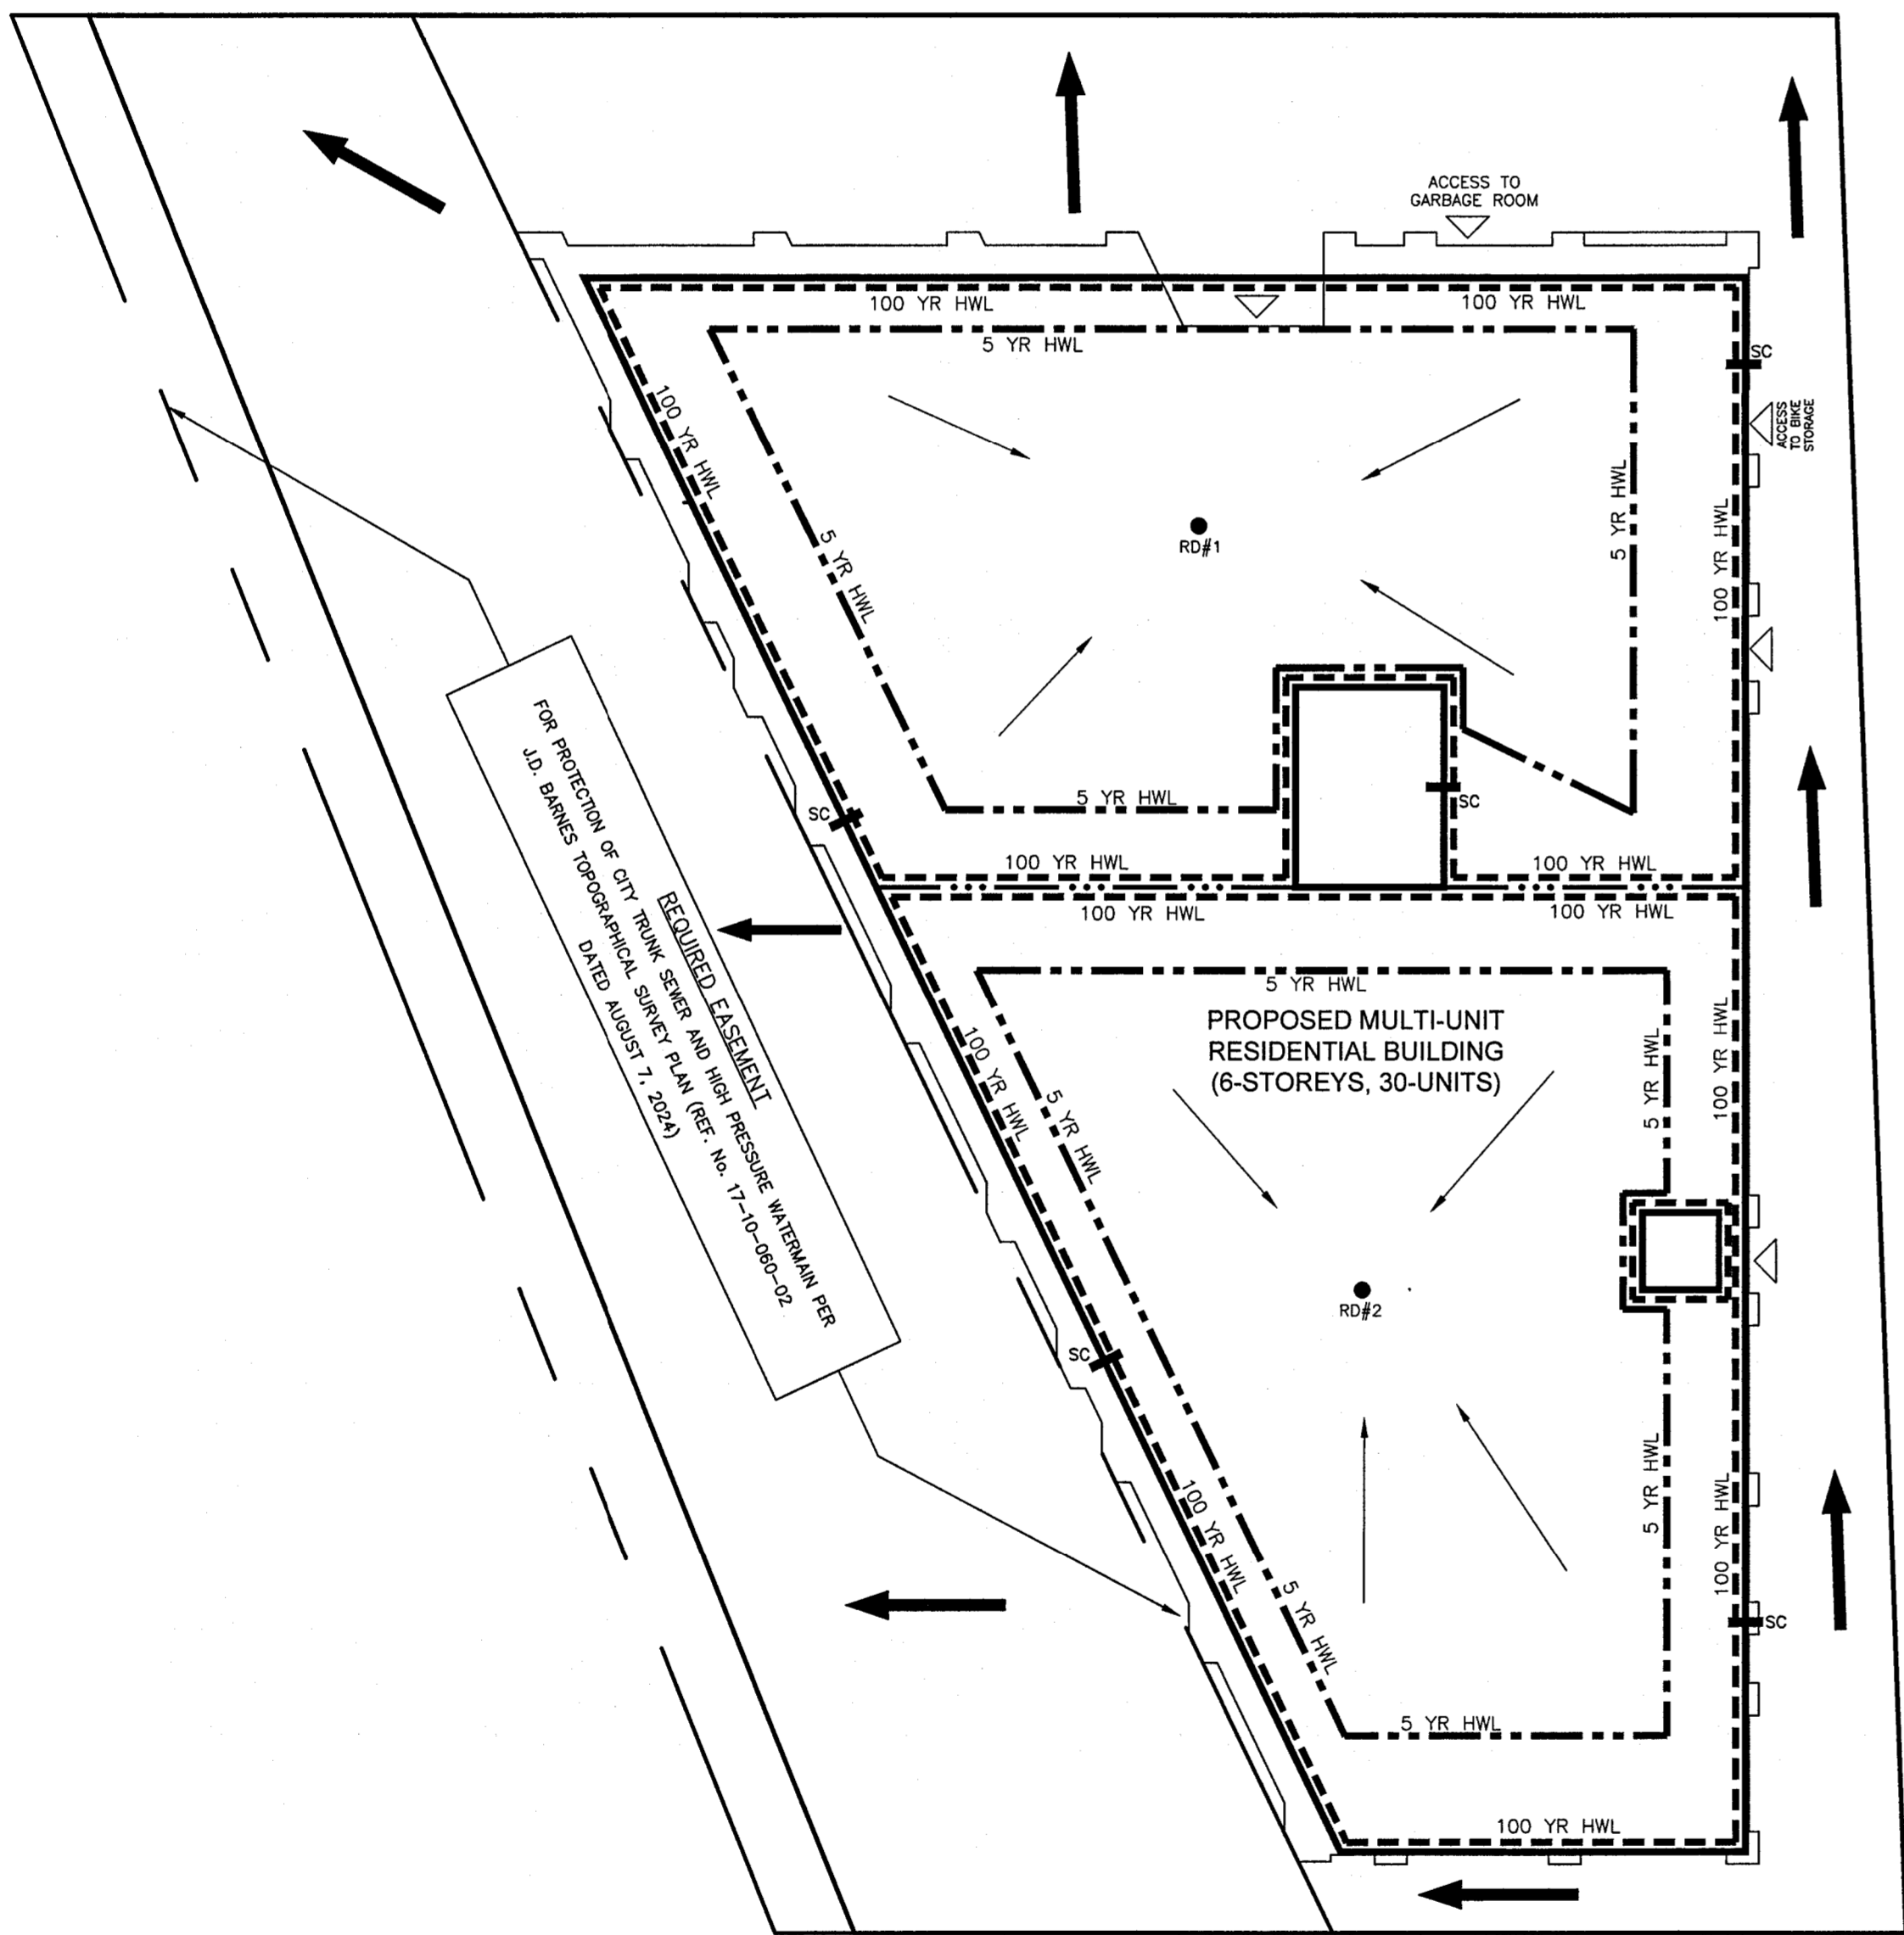 ACCESS TO
GARBAGE ROOM
100 YR HWL
100 YR HWL
5 YR HWL
SC
ACCESS
TO BIKE
STORAGE
100 YR HWL
5 YR HWL
5 YR HWL
100 YR HWL
RD#1
5 YR HWL
SC
SC
100 YR HWL
100 YR HWL
100 YR HWL
100 YR HWL
REQUIRED EASEMENT
FOR PROTECTION OF CITY TRUNK SEWER AND HIGH PRESSURE WATERMAIN PER
J.D. BARNES TOPOGRAPHICAL SURVEY PLAN (REF. No. 17-10-060-02
DATED AUGUST 7, 2024)
5 YR HWL
PROPOSED MULTI-UNIT
RESIDENTIAL BUILDING
(6-STOREYS, 30-UNITS)
100 YR HWL
5 YR HWL
5 YR HWL
100 YR HWL
RD#2
SC
100 YR HWL
5 YR HWL
5 YR HWL
100 YR HWL
SC
5 YR HWL
100 YR HWL